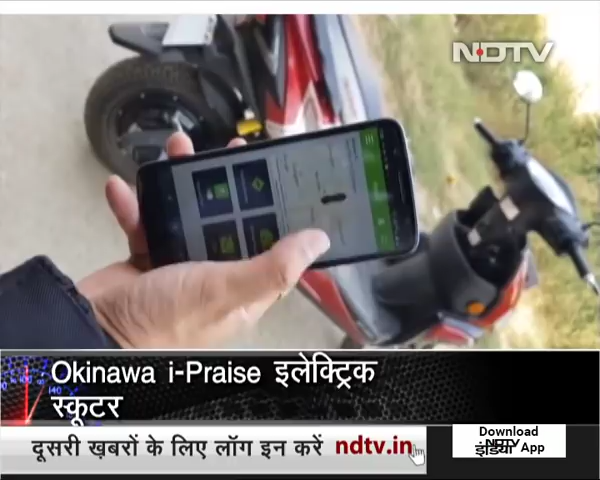 NDTV
Okinawa i-Praise इलेक्ट्रिक
स्कूटर
दूसरी ख़बरों के लिए लॉग इन करें ndtv.in
Download
NDTV
इंडिया App